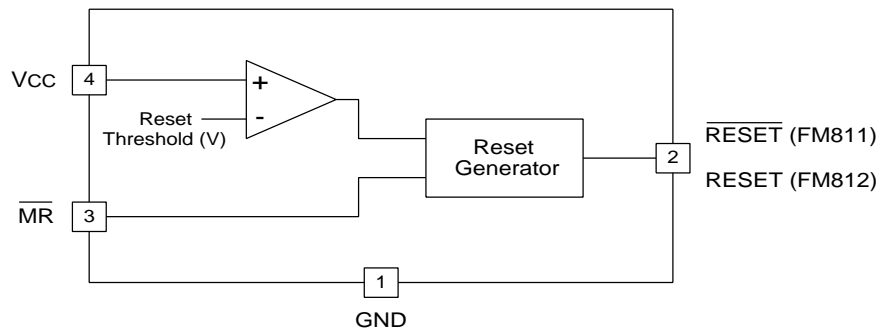 VCC
4
+
-
Reset
Threshold (V)
Reset
Generator
2
RESET (FM811)
RESET (FM812)
MR
3
1
GND